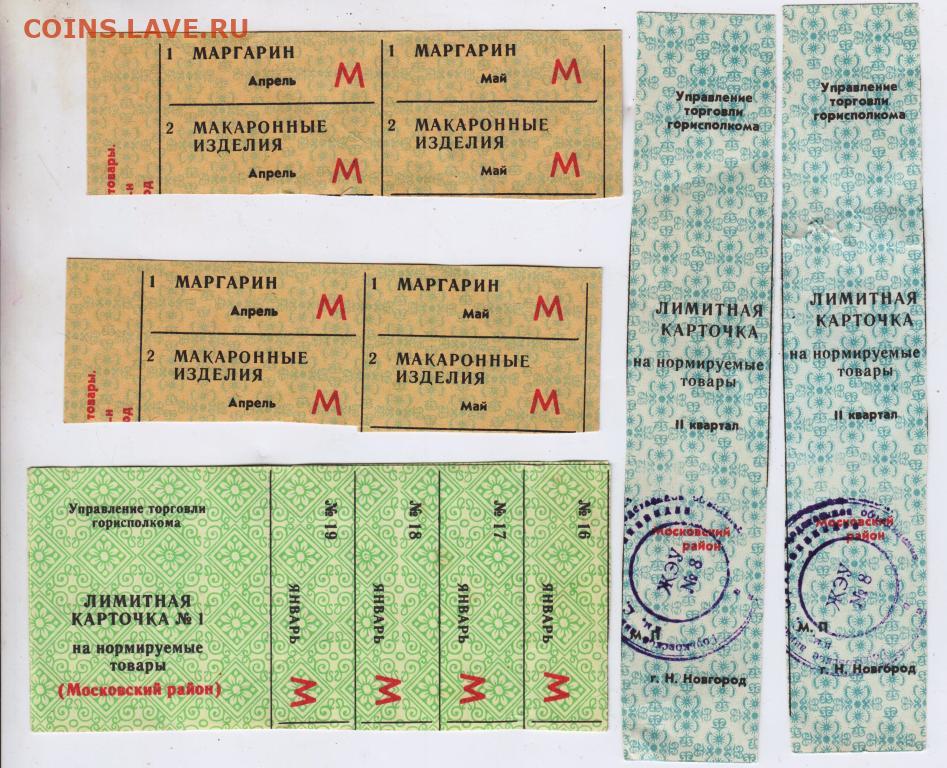 COINS.LAVE.RU
1 МАРГАРИН
Апрель М
1 МАРГАРИН
Май М
2 МАКАРОННЫЕ
ИЗДЕЛИЯ
Апрель М
2 МАКАРОННЫЕ
ИЗДЕЛИЯ
Май М
товары.
-н
од
1 МАРГАРИН
Апрель М
1 МАРГАРИН
Май М
2 МАКАРОННЫЕ
ИЗДЕЛИЯ
Апрель М
2 МАКАРОННЫЕ
ИЗДЕЛИЯ
Май М
товары.
-н
од
Управление торговли
горисполкома
ЛИМИТНАЯ
КАРТОЧКА № 1
на нормируемые
товары
(Московский район)
№ 19
ЯНВАРЬ
М
№ 18
ЯНВАРЬ
М
№ 17
ЯНВАРЬ
М
№ 16
ЯНВАРЬ
М
Управление
торговли
горисполкома
ЛИМИТНАЯ
КАРТОЧКА
на нормируемые
товары
II квартал
Московский
район
ЖЭУ
№ 8
г. Н. Новгород
Управление
торговли
горисполкома
ЛИМИТНАЯ
КАРТОЧКА
на нормируемые
товары
II квартал
Московский
район
ЖЭУ
№ 8
М. П
г. Н. Новгород